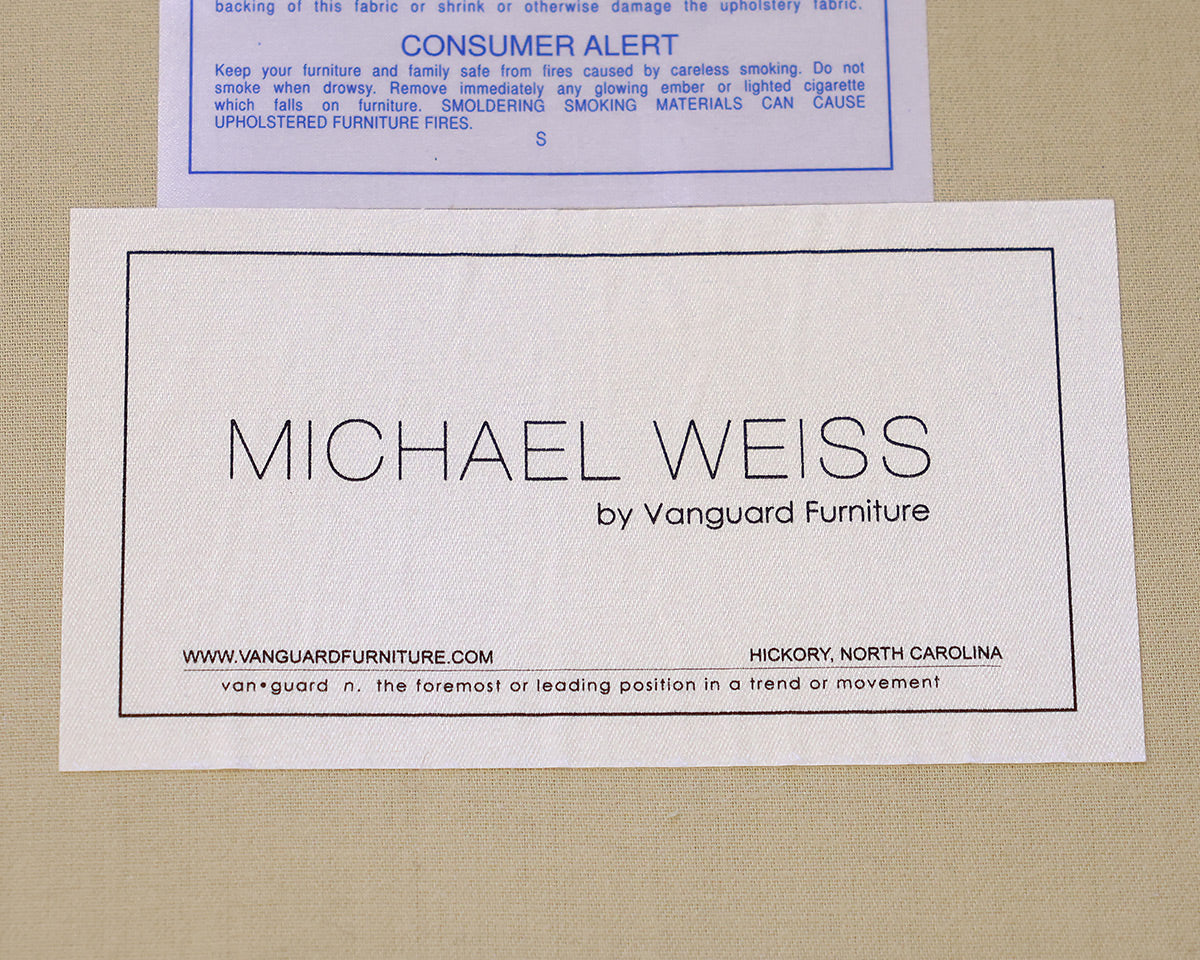 backing of this fabric or shrink or otherwise damage the upholstery fabric.
CONSUMER ALERT
Keep your furniture and family safe from fires caused by careless smoking. Do not
smoke when drowsy. Remove immediately any glowing ember or lighted cigarette
which falls on furniture. SMOLDERING SMOKING MATERIALS CAN CAUSE
UPHOLSTERED FURNITURE FIRES.
S
MICHAEL WEISS
by Vanguard Furniture
WWW.VANGUARDFURNITURE.COM HICKORY, NORTH CAROLINA
van•guard n. the foremost or leading position in a trend or movement